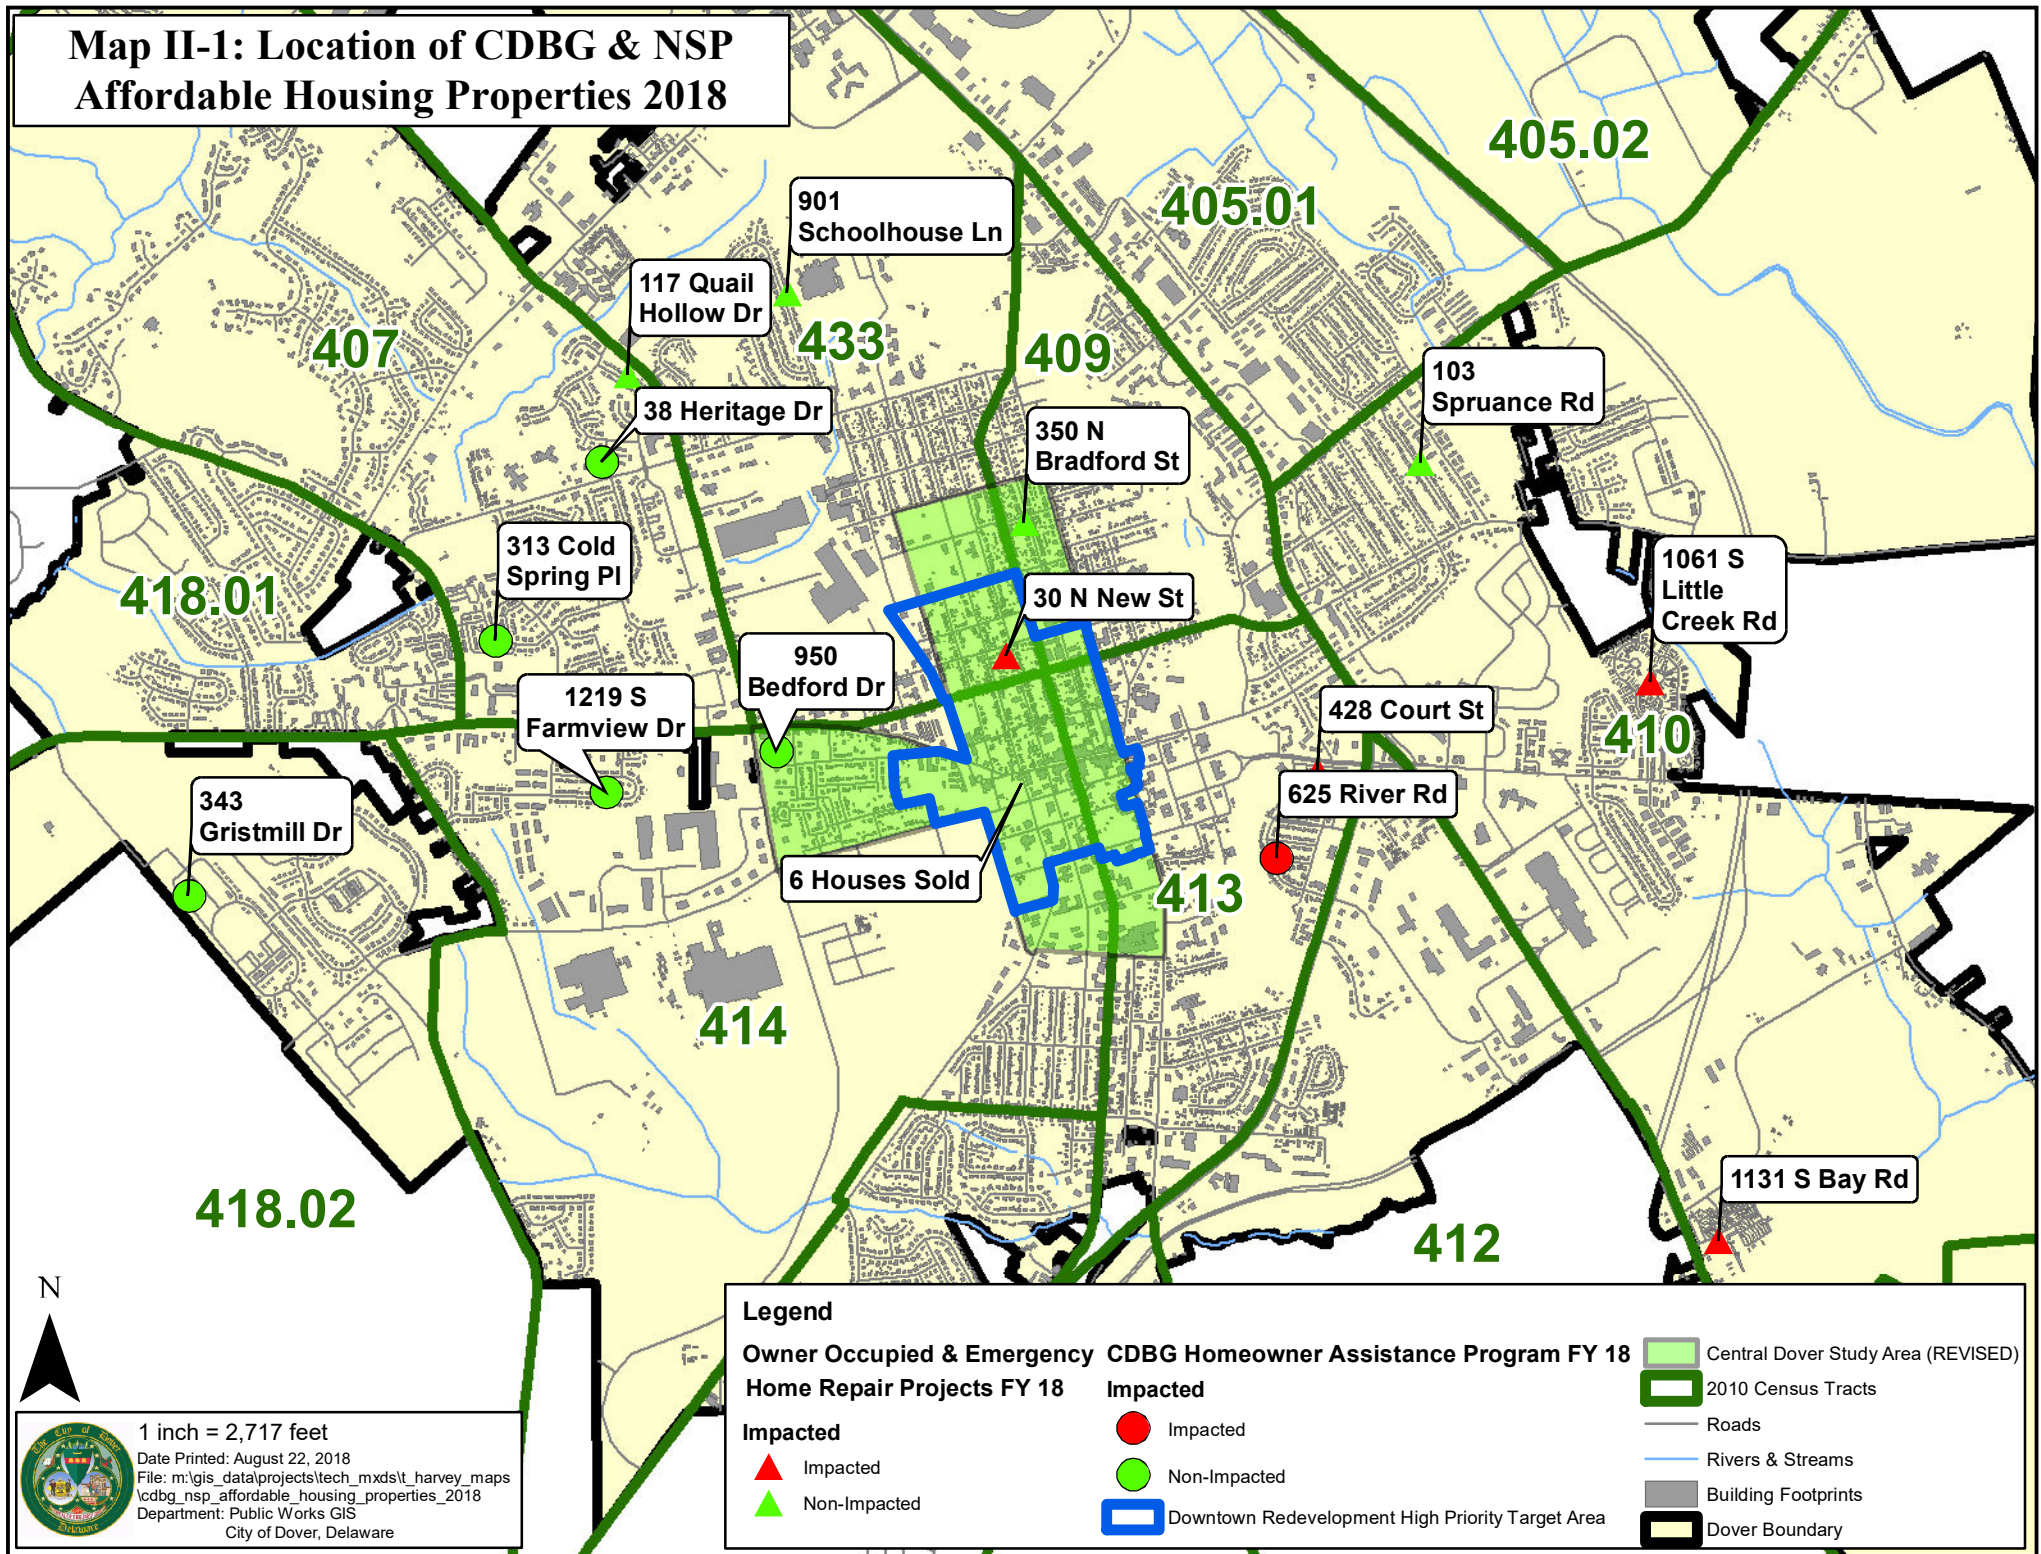 Map II-1: Location of CDBG & NSP
Affordable Housing Properties 2018
405.02
405.01
901
Schoolhouse Ln
117 Quail
Hollow Dr
407
433
409
38 Heritage Dr
103
Spruance Rd
350 N
Bradford St
313 Cold
Spring Pl
418.01
30 N New St
1061 S
Little
Creek Rd
950
Bedford Dr
1219 S
Farmview Dr
428 Court St
410
625 River Rd
343
Gristmill Dr
6 Houses Sold
413
414
418.02
1131 S Bay Rd
412
N
1 inch = 2,717 feet
Date Printed: August 22, 2018
File: m:\gis_data\projects\tech_mxds\t_harvey_maps
\cdbg_nsp_affordable_housing_properties_2018
Department: Public Works GIS
City of Dover, Delaware
The City of Dover
Delaware
Legend
Owner Occupied & Emergency
Home Repair Projects FY 18
Impacted
Impacted
Non-Impacted
CDBG Homeowner Assistance Program FY 18
Impacted
Impacted
Non-Impacted
Downtown Redevelopment High Priority Target Area
Central Dover Study Area (REVISED)
2010 Census Tracts
Roads
Rivers & Streams
Building Footprints
Dover Boundary